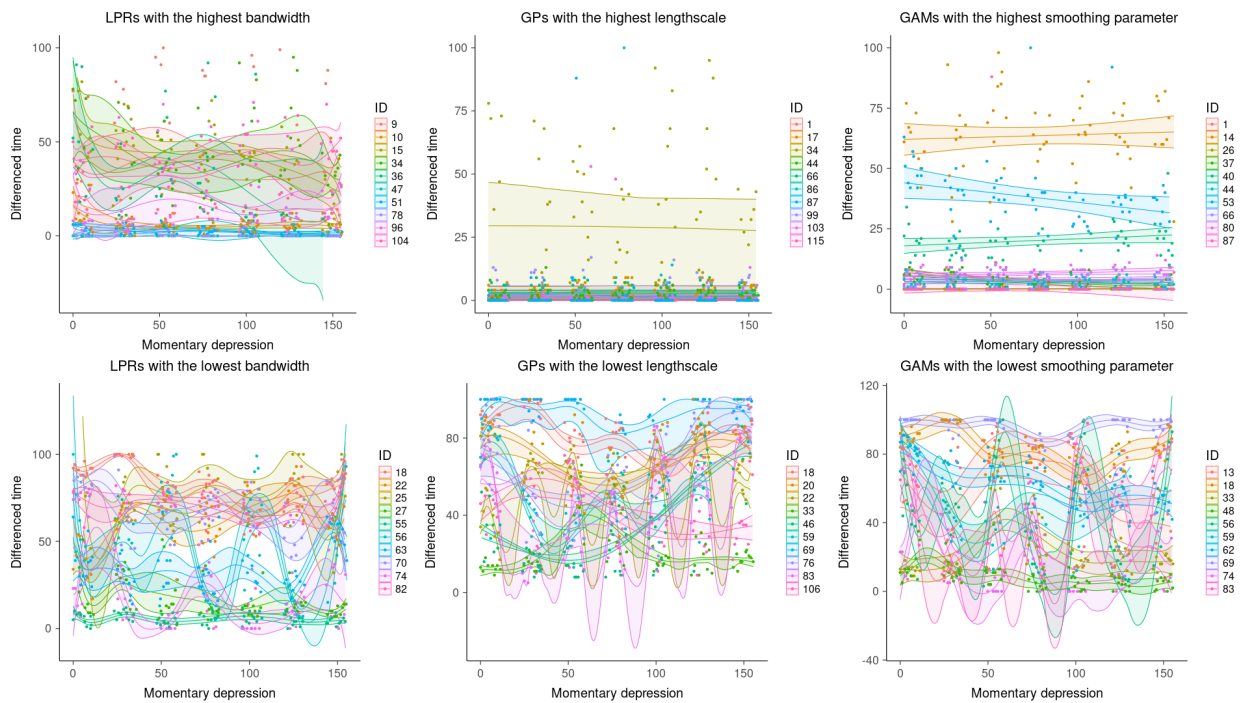 LPRs with the highest bandwidth
GPs with the highest lengthscale
GAMs with the highest smoothing parameter
Differenced time
100
50
0
0 50 100 150
Momentary depression
ID
9
10
15
34
36
47
51
78
96
104
Differenced time
100
75
50
25
0
0 50 100 150
Momentary depression
ID
1
17
34
44
66
86
87
99
103
115
Differenced time
100
75
50
25
0
0 50 100 150
Momentary depression
ID
1
14
26
37
40
44
53
66
80
87
LPRs with the lowest bandwidth
GPs with the lowest lengthscale
GAMs with the lowest smoothing parameter
Differenced time
100
50
0
0 50 100 150
Momentary depression
ID
18
22
25
27
55
56
63
70
74
82
Differenced time
80
40
0
0 50 100 150
Momentary depression
ID
18
20
22
33
46
59
69
76
83
106
Differenced time
120
80
40
0
-40
0 50 100 150
Momentary depression
ID
13
18
33
48
56
59
62
69
74
83